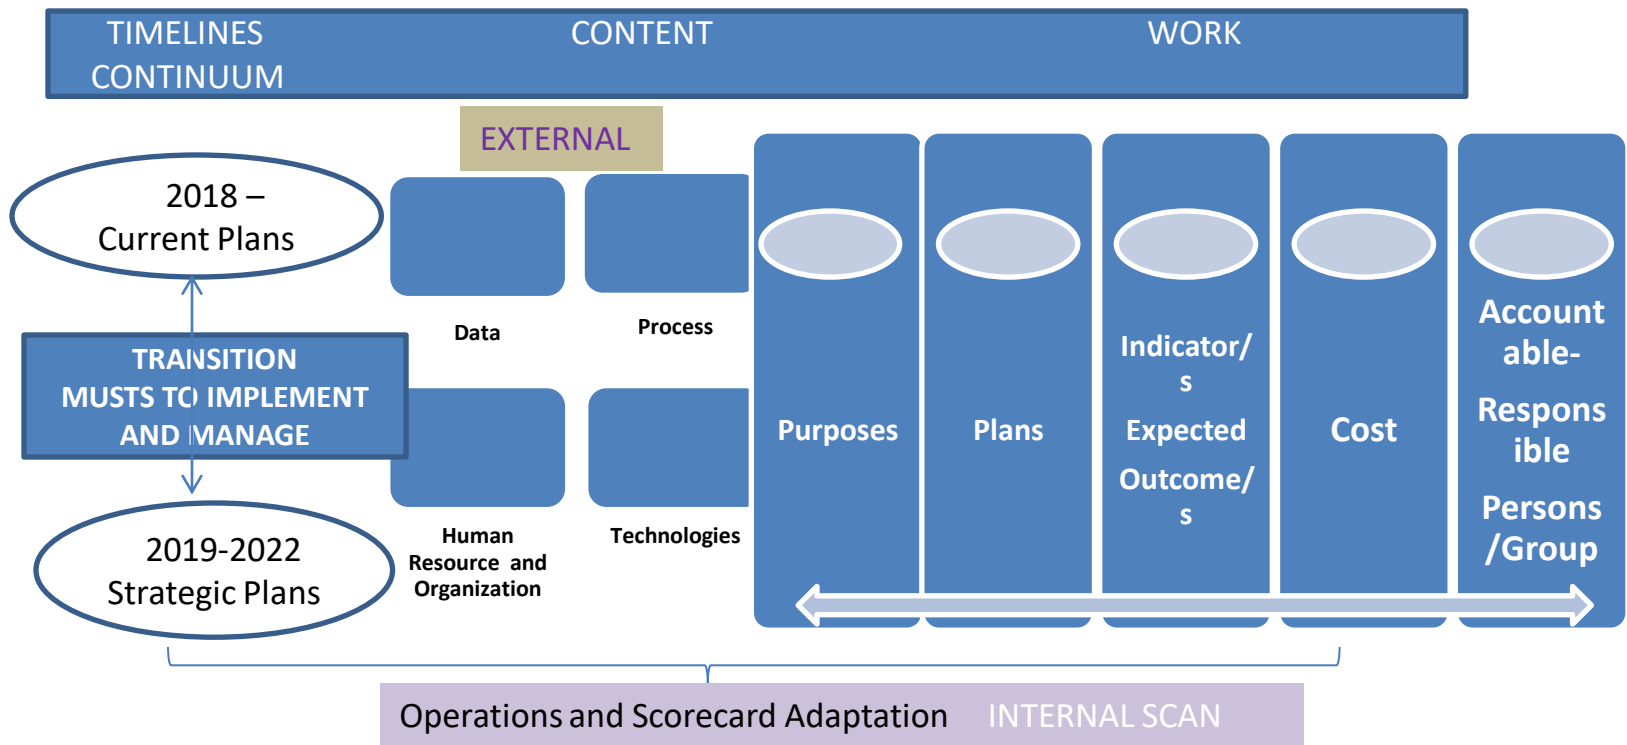 TIMELINES
CONTINUUM
CONTENT
WORK
EXTERNAL
2018 –
Current Plans
TRANSITION
MUSTS TO IMPLEMENT
AND MANAGE
2019-2022
Strategic Plans
Data
Process
Human
Resource and
Organization
Technologies
Purposes
Plans
Indicator/
s
Expected
Outcome/
s
Cost
Account
able-
Respons
ible
Persons
/Group
Operations and Scorecard Adaptation INTERNAL SCAN